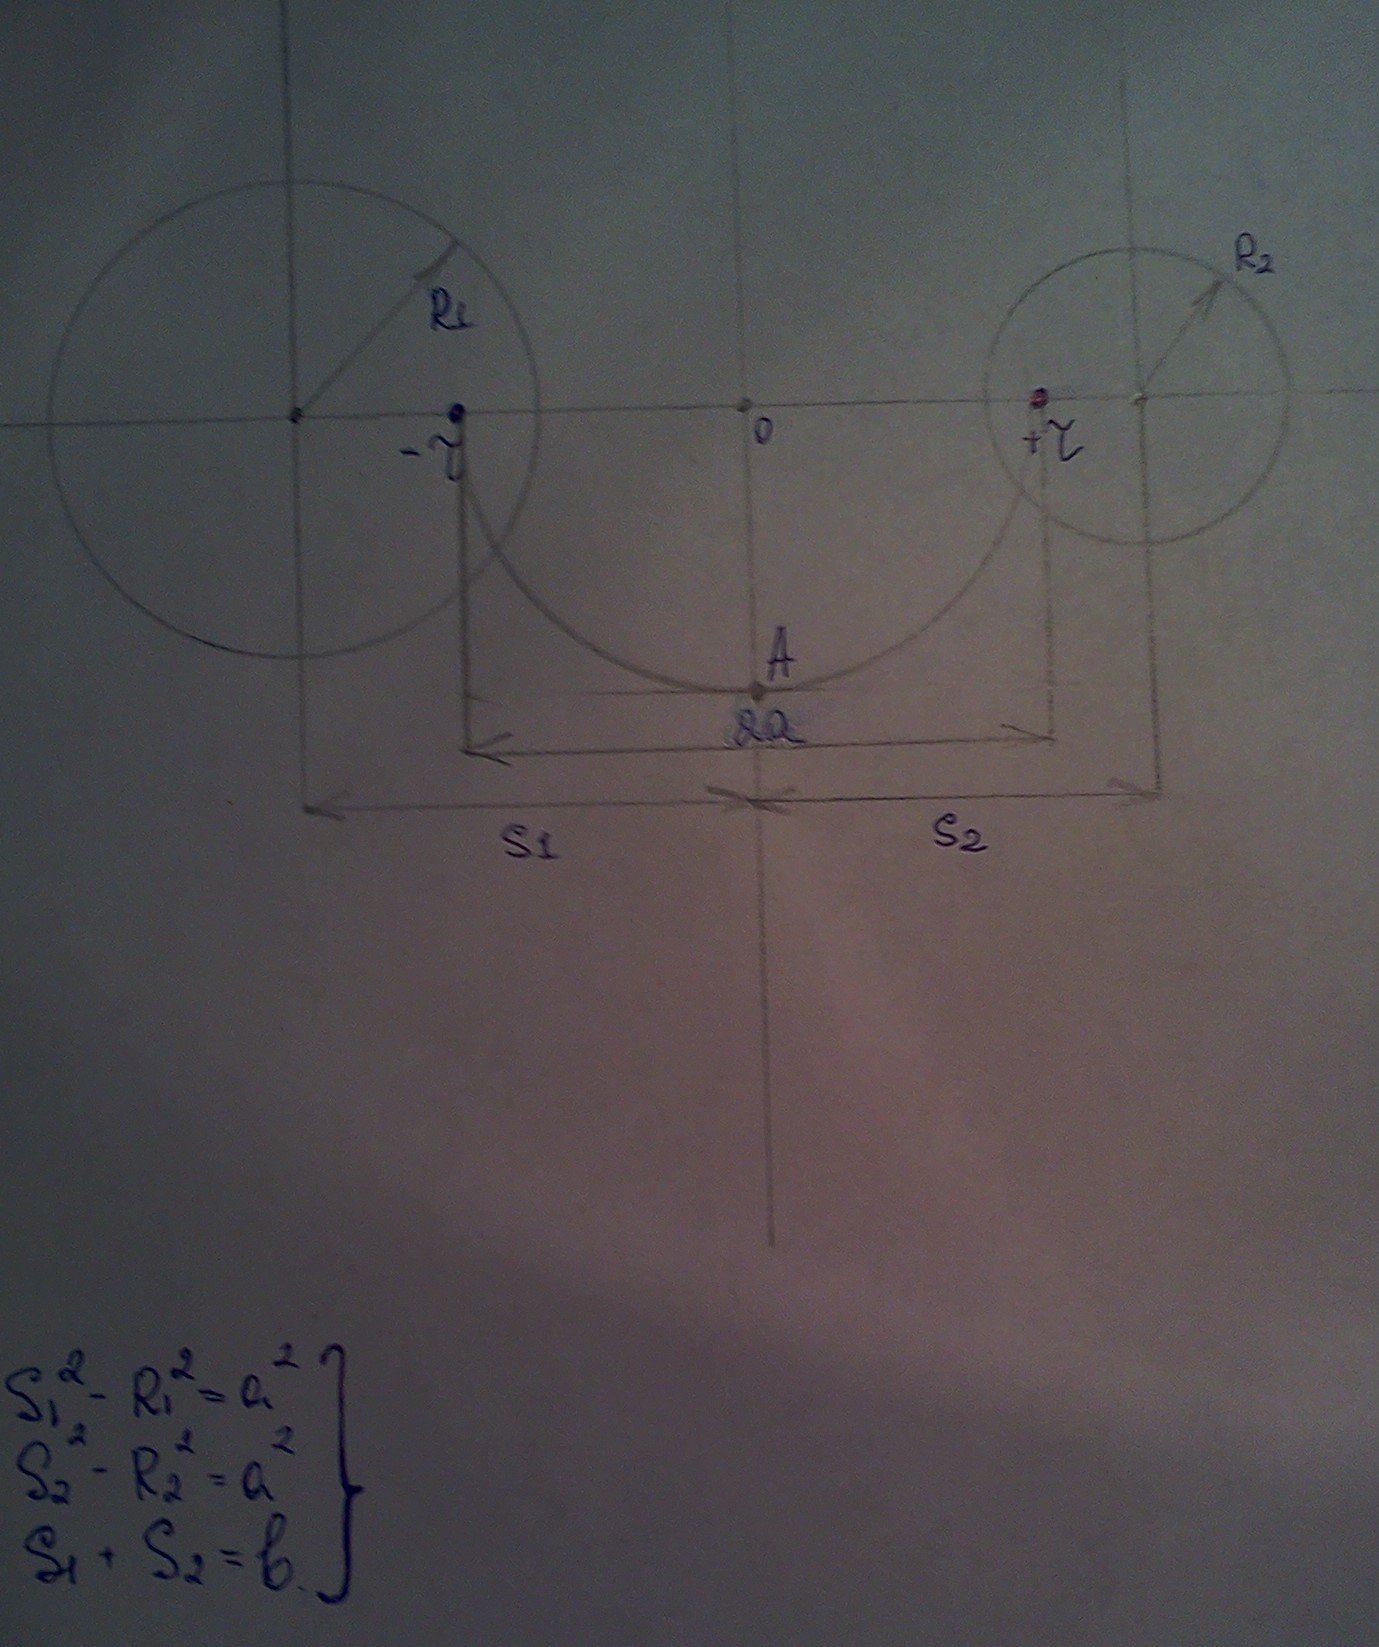 R2
R1
0
-τ
+τ
A
2a
S1
S2
S1² - R1² = a²
S2² - R2² = a²
S1 + S2 = b.